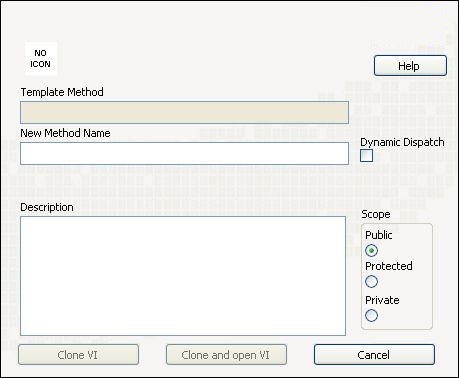 NO
ICON
Help
Template Method
New Method Name
Dynamic Dispatch
Description
Scope
Public
Protected
Private
Clone VI
Clone and open VI
Cancel